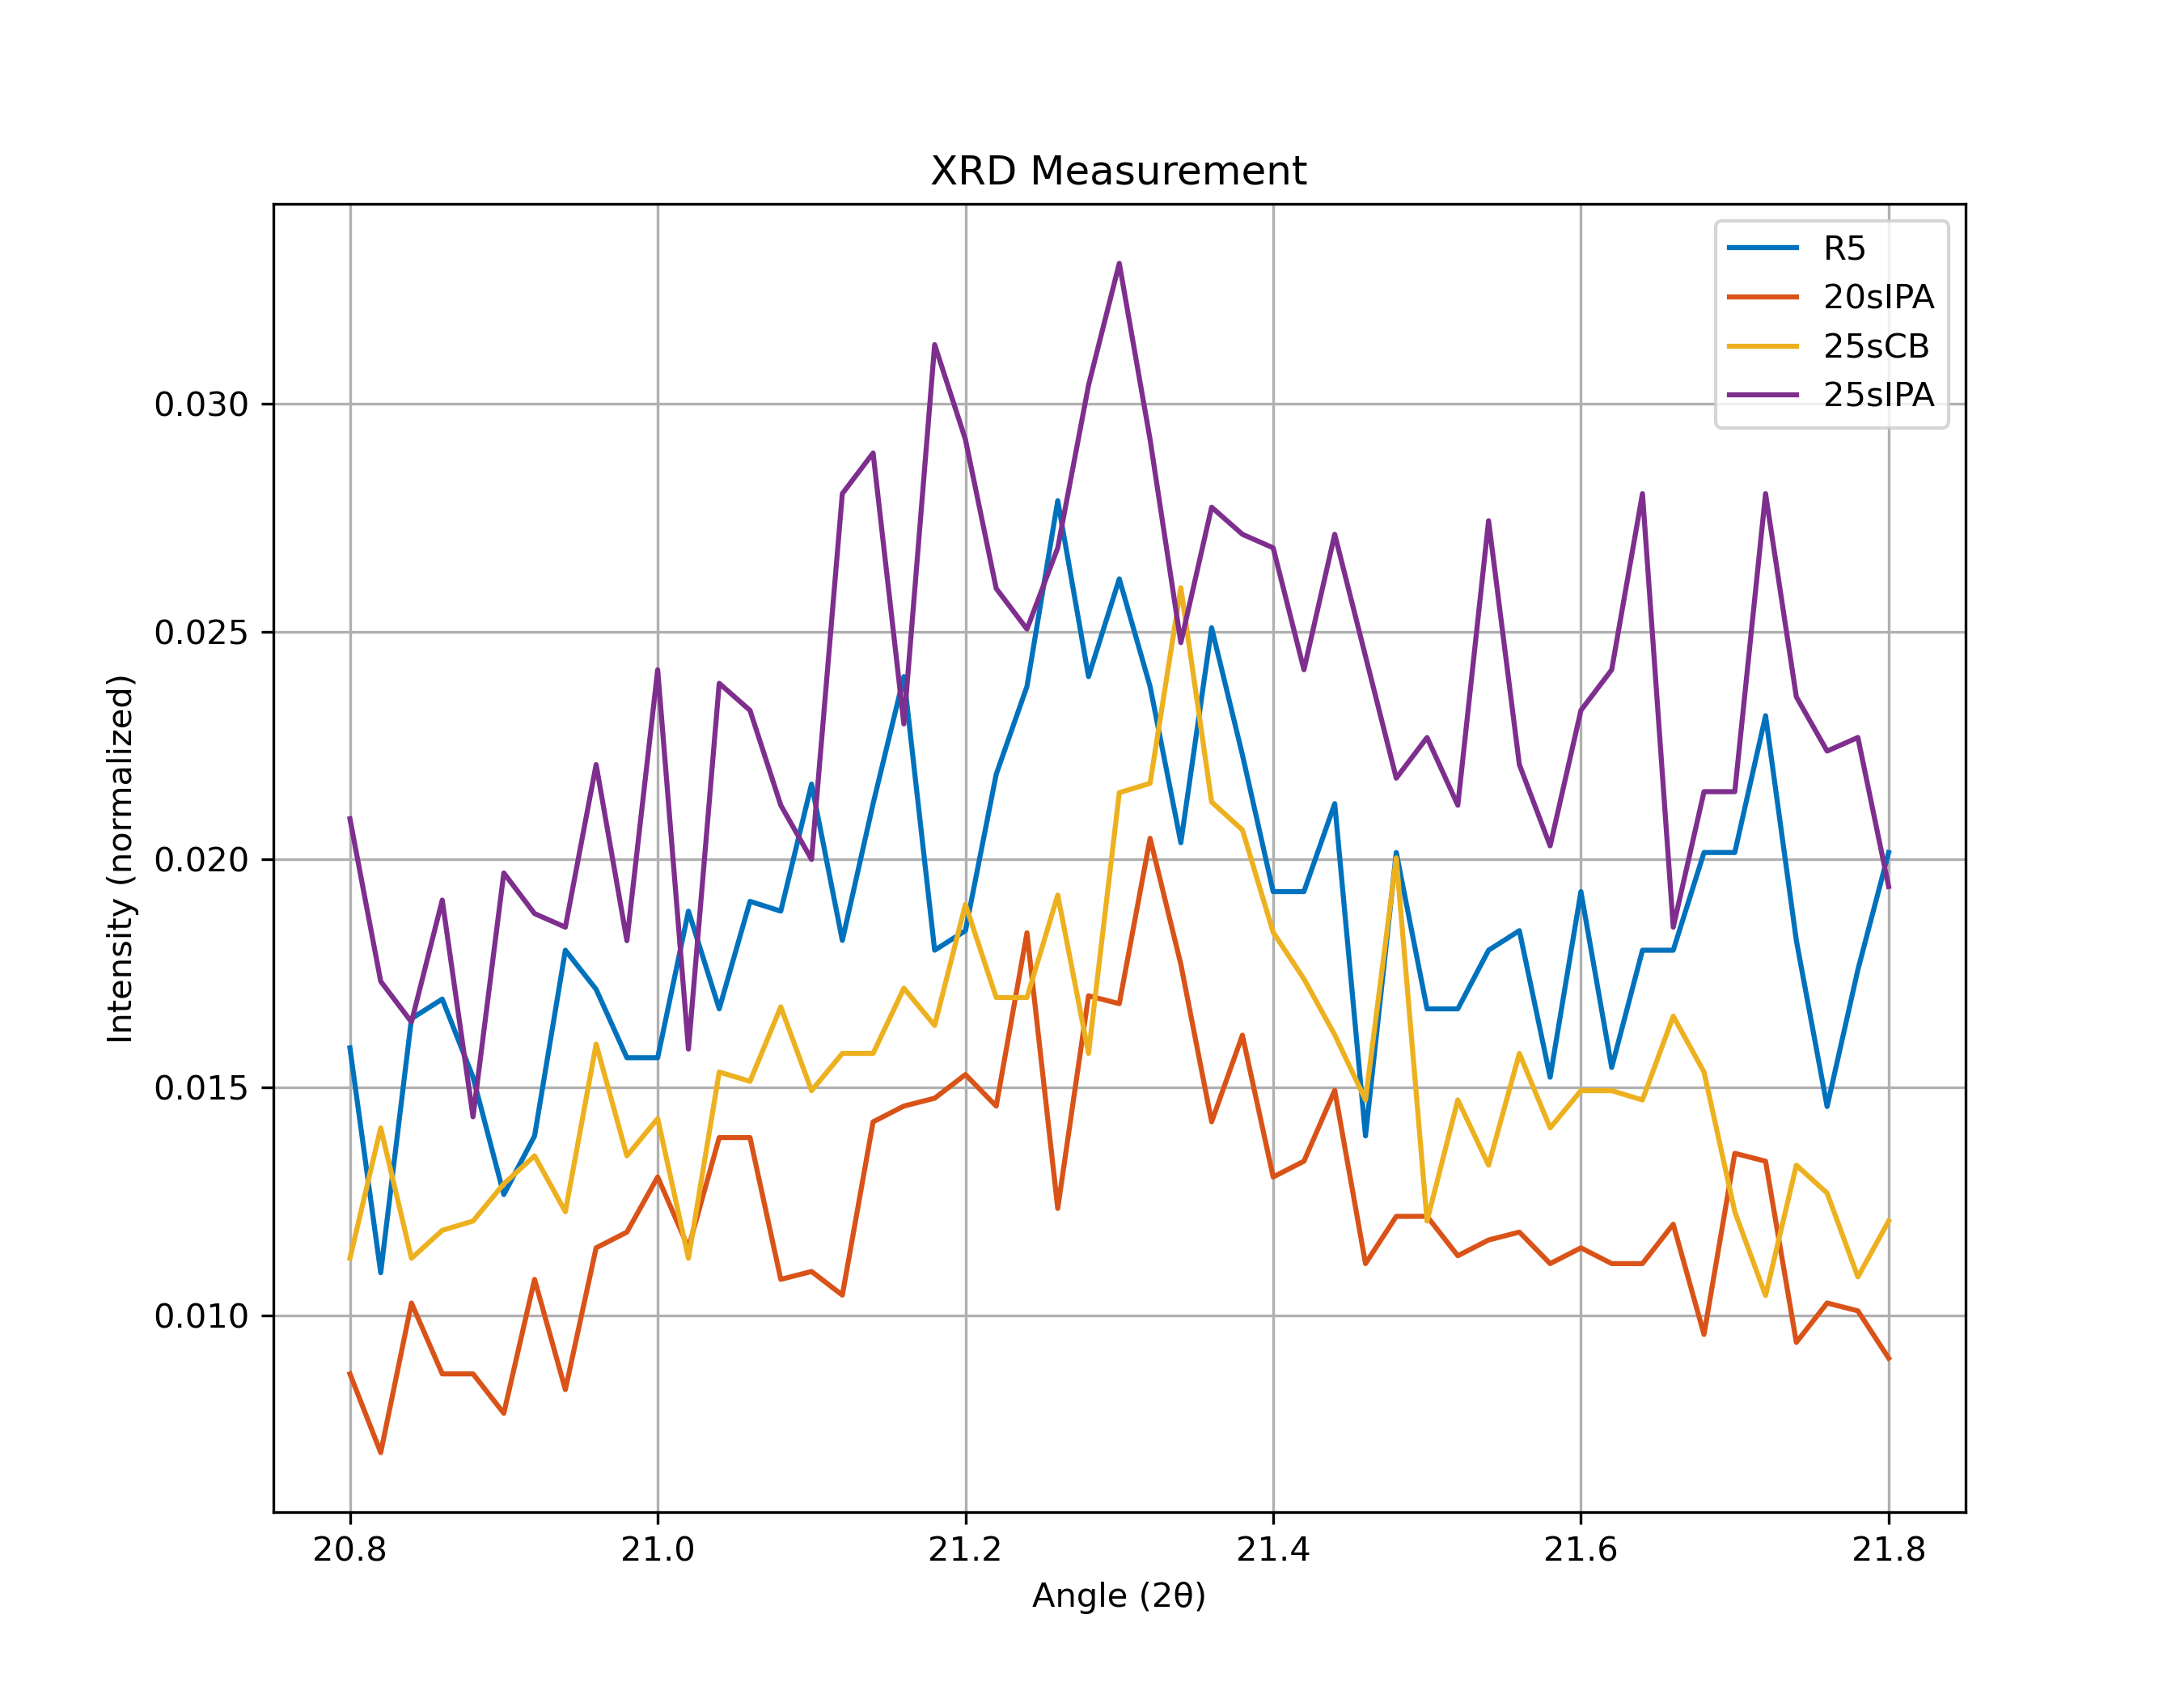 XRD Measurement
R5
20sIPA
25sCB
25sIPA
Intensity (normalized)
0.030
0.025
0.020
0.015
0.010
20.8 21.0 21.2 21.4 21.6 21.8
Angle (2θ)